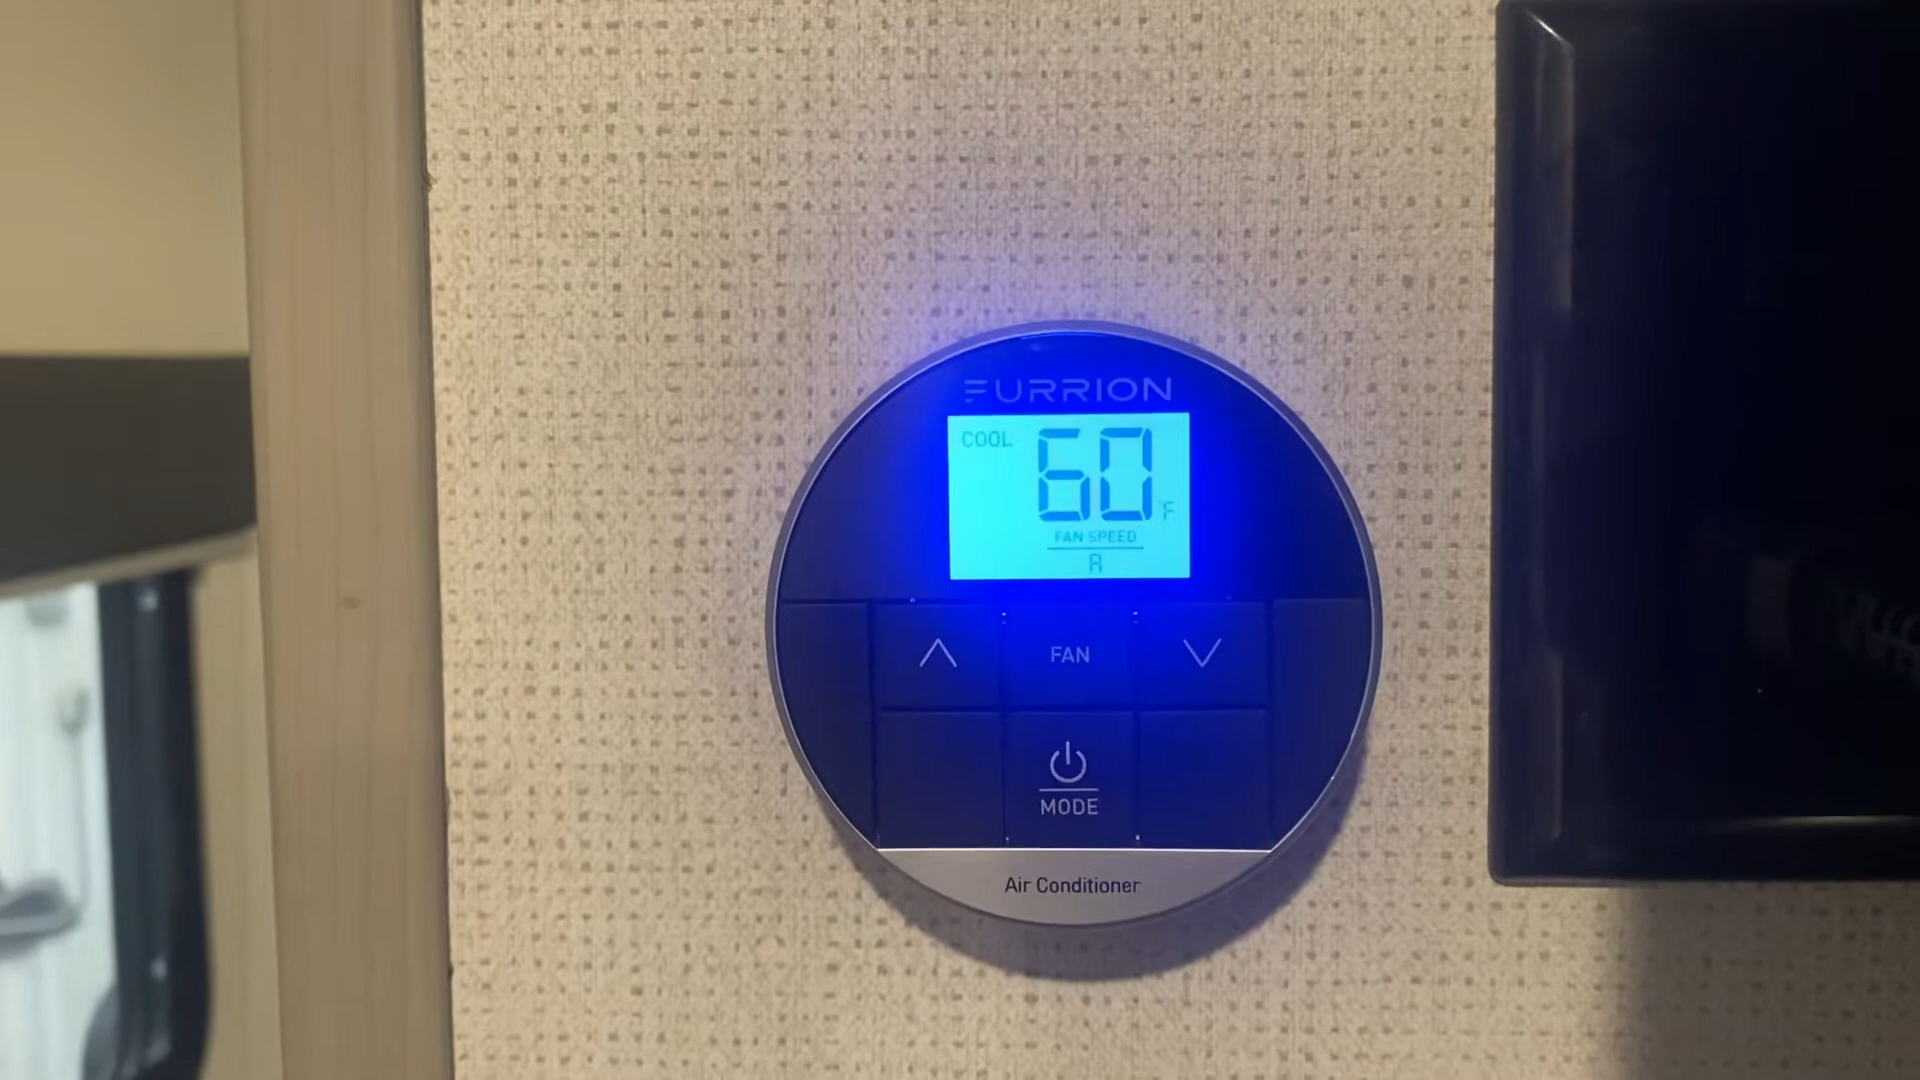 FURRION
COOL 60 °F
FAN SPEED
A
FAN
MODE
Air Conditioner